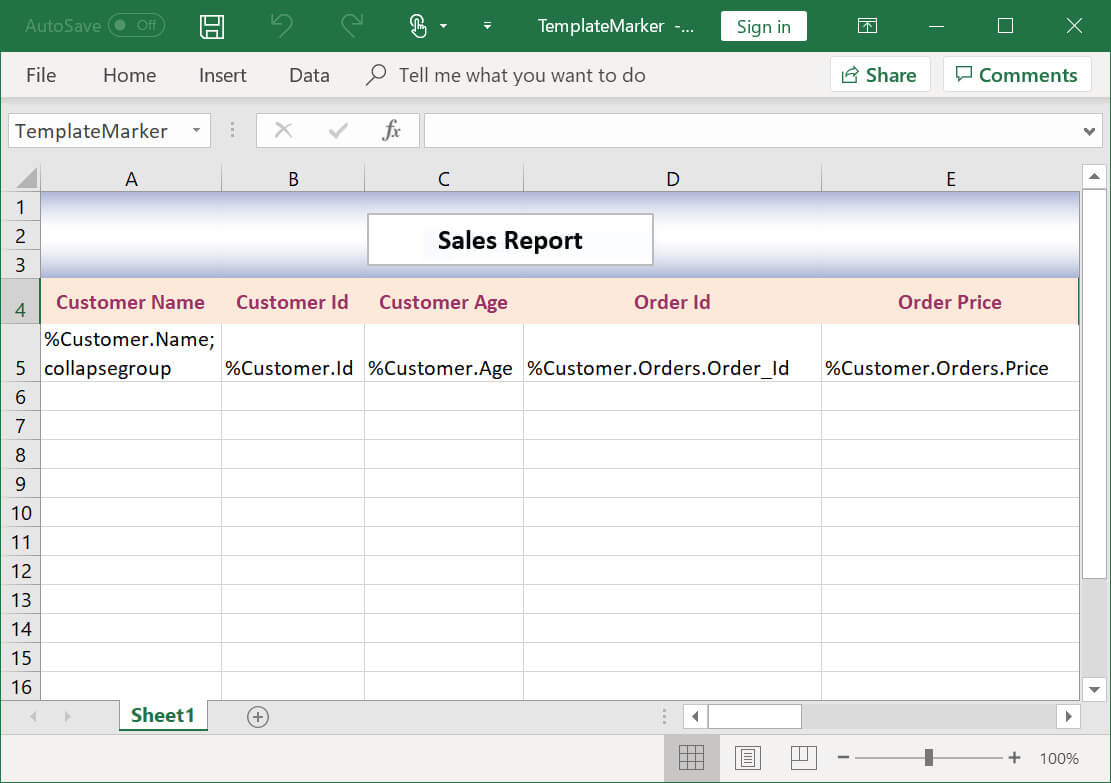 AutoSave Off TemplateMarker -... Sign in
File Home Insert Data Tell me what you want to do Share Comments
TemplateMarker fx
A B C D E
1
2 Sales Report
3
4 Customer Name Customer Id Customer Age Order Id Order Price
%Customer.Name;
5 collapsegroup %Customer.Id %Customer.Age %Customer.Orders.Order_Id %Customer.Orders.Price
6
7
8
9
10
11
12
13
14
15
16
Sheet1
100%